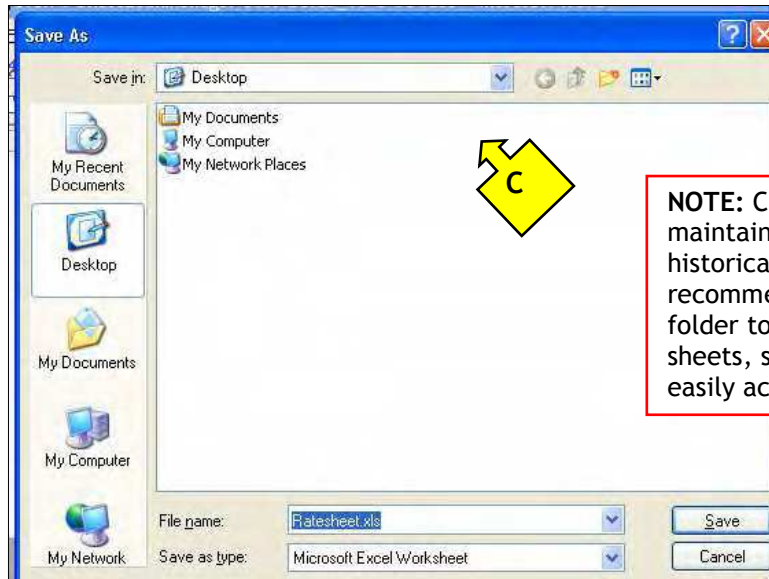 Save As
Save in: Desktop
My Recent
Documents
Desktop
My Documents
My Computer
My Network
My Documents
My Computer
My Network Places
C
NOTE: C
maintain
historica
recomme
folder to
sheets, s
easily ac
File name: Ratesheet.xls
Save
Save as type: Microsoft Excel Worksheet
Cancel